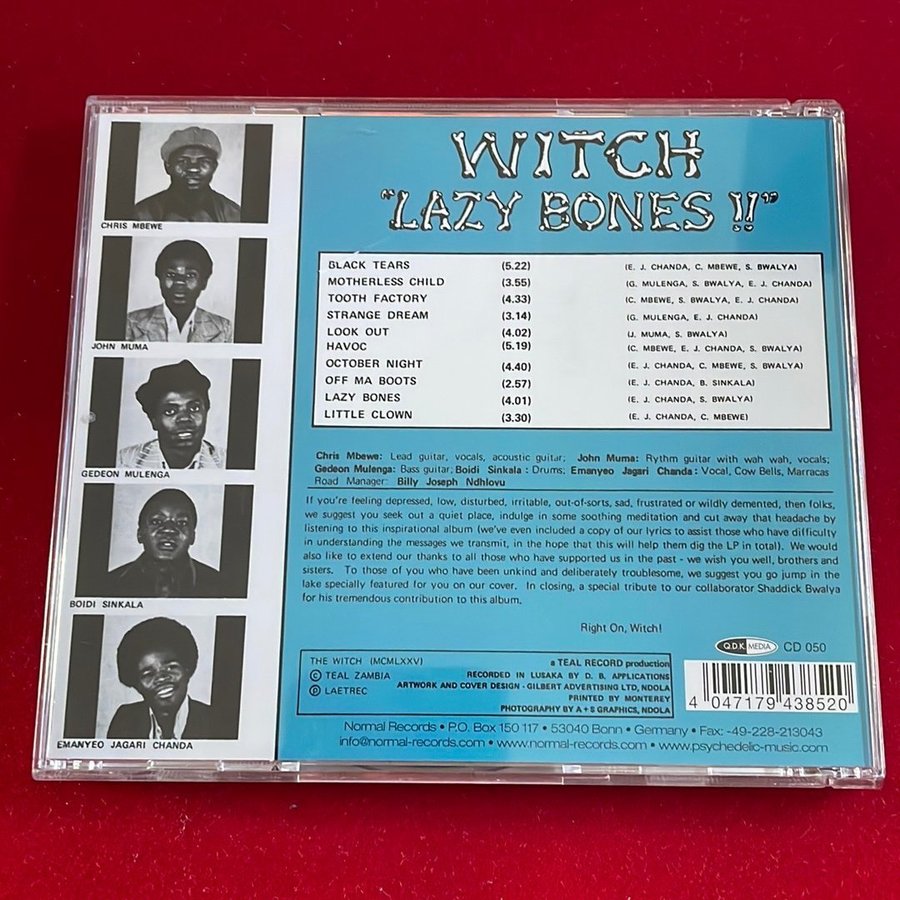 CHRIS MBEWE
JOHN MUMA
GEDEON MULENGA
BOIDI SINKALA
EMANYEO JAGARI CHANDA
WITCH
"LAZY BONES !!"
BLACK TEARS (5.22) (E. J. CHANDA, C. MBEWE, S. BWALYA)
MOTHERLESS CHILD (3.55) (G. MULENGA, S. BWALYA, E. J. CHANDA)
TOOTH FACTORY (4.33) (C. MBEWE, S. BWALYA, E. J. CHANDA)
STRANGE DREAM (3.14) (G. MULENGA, E. J. CHANDA)
LOOK OUT (4.02) (J. MUMA, S. BWALYA)
HAVOC (5.19) (C. MBEWE, E. J. CHANDA, S. BWALYA)
OCTOBER NIGHT (4.40) (E. J. CHANDA, C. MBEWE, S. BWALYA)
OFF MA BOOTS (2.57) (E. J. CHANDA, B. SINKALA)
LAZY BONES (4.01) (E. J. CHANDA, S. BWALYA)
LITTLE CLOWN (3.30) (E. J. CHANDA, C. MBEWE)
Chris Mbewe: Lead guitar, vocals, acoustic guitar; John Muma: Rythm guitar with wah wah, vocals;
Gedeon Mulenga: Bass guitar; Boidi Sinkala : Drums; Emanyeo Jagari Chanda: Vocal, Cow Bells, Marracas
Road Manager: Billy Joseph Ndhlovu
If you're feeling depressed, low, disturbed, irritable, out-of-sorts, sad, frustrated or wildly demented, then folks,
we suggest you seek out a quiet place, indulge in some soothing meditation and cut away that headache by
listening to this inspirational album (we've even included a copy of our lyrics to assist those who have difficulty
in understanding the messages we transmit, in the hope that this will help them dig the LP in total). We would
also like to extend our thanks to all those who have supported us in the past - we wish you well, brothers and
sisters. To those of you who have been unkind and deliberately troublesome, we suggest you go jump in the
lake specially featured for you on our cover. In closing, a special tribute to our collaborator Shaddick Bwalya
for his tremendous contribution to this album.
Right On, Witch!
Q.D.K MEDIA CD 050
THE WITCH (MCMLXXV) a TEAL RECORD production
© TEAL ZAMBIA RECORDED IN LUSAKA BY D. B. APPLICATIONS
℗ LAETREC ARTWORK AND COVER DESIGN - GILBERT ADVERTISING LTD, NDOLA
PRINTED BY MONTEREY
PHOTOGRAPHY BY A + S GRAPHICS, NDOLA
4 047179 438520
Normal Records • P.O. Box 150 117 • 53040 Bonn • Germany • Fax: -49-228-213043
info@normal-records.com • www.normal-records.com • www.psychedelic-music.com